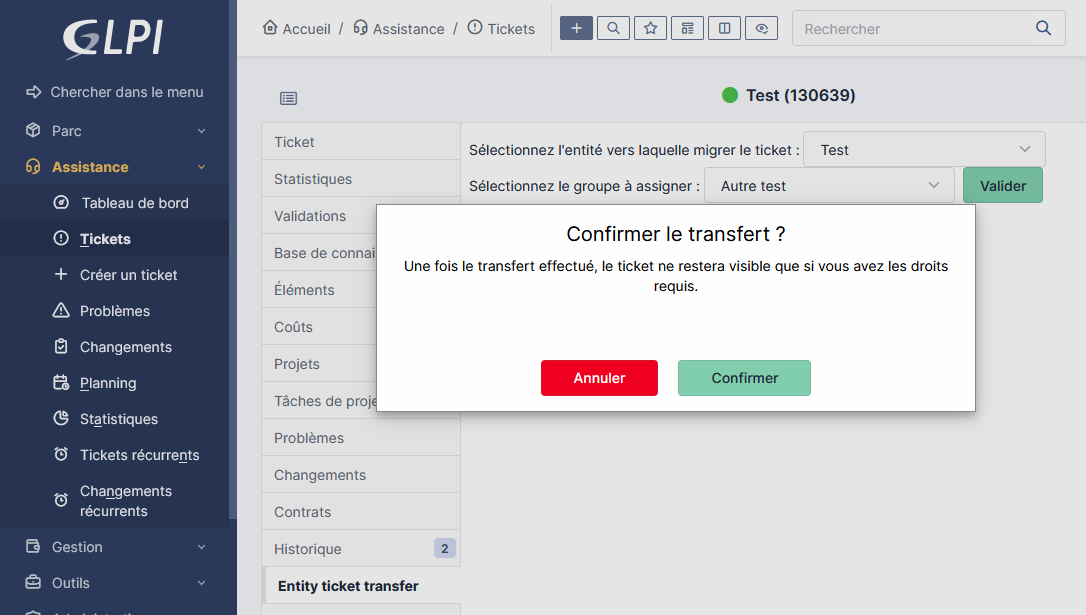 GLPI
Chercher dans le menu
Parc
Assistance
Tableau de bord
Tickets
Créer un ticket
Problèmes
Changements
Planning
Statistiques
Tickets récurrents
Changements
récurrents
Gestion
Outils
Accueil / Assistance / Tickets
Rechercher
Test (130639)
Ticket
Statistiques
Validations
Base de connai
Éléments
Coûts
Projets
Tâches de proje
Problèmes
Changements
Contrats
Historique 2
Entity ticket transfer
Sélectionnez l'entité vers laquelle migrer le ticket : Test
Sélectionnez le groupe à assigner : Autre test Valider
Confirmer le transfert ?
Une fois le transfert effectué, le ticket ne restera visible que si vous avez les droits
requis.
Annuler Confirmer